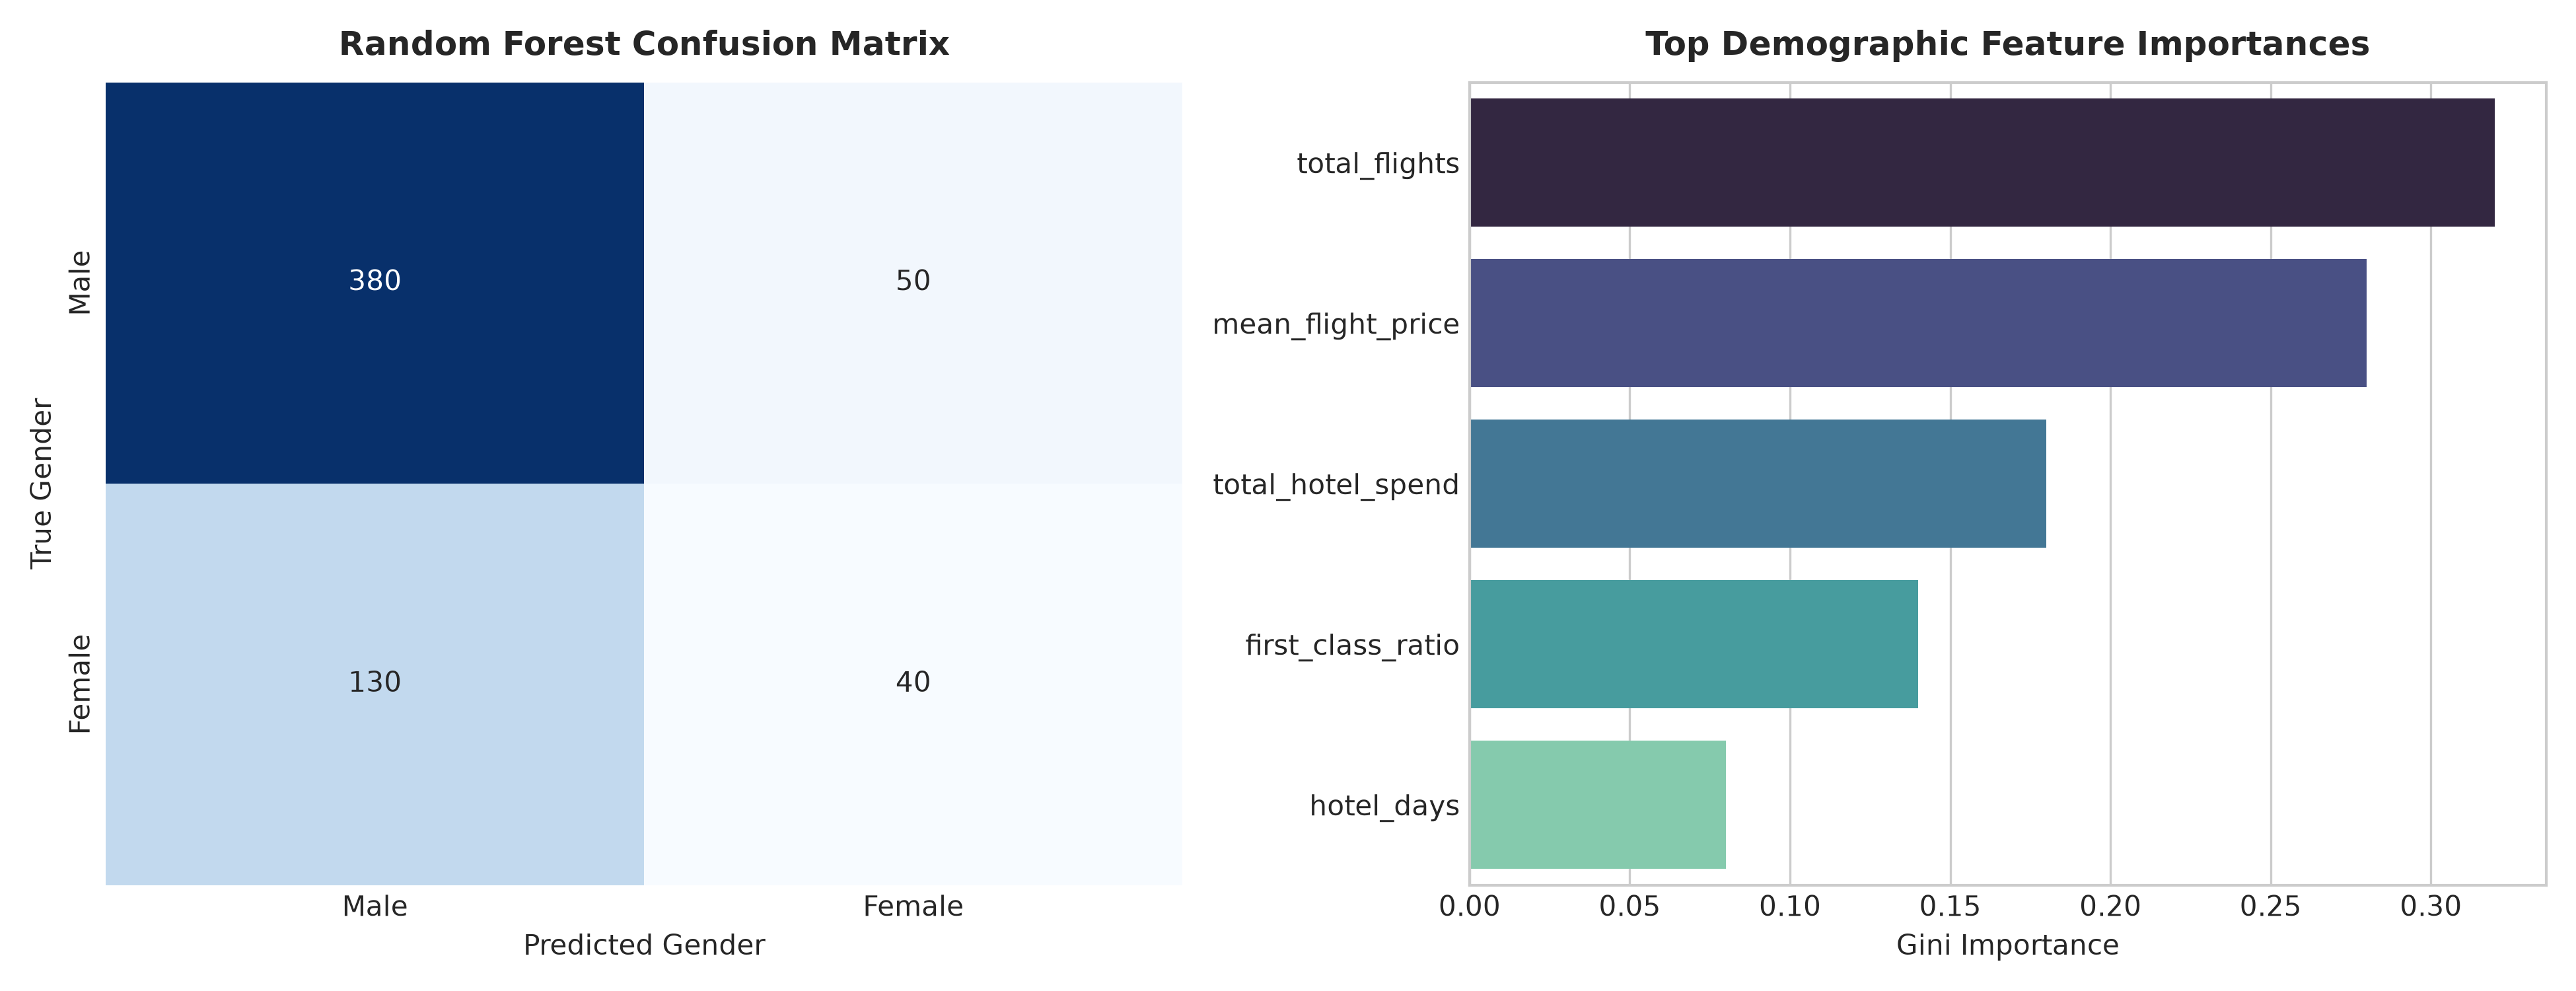 Random Forest Confusion Matrix
True Gender
Male
Female
380
50
130
40
Male
Female
Predicted Gender
Top Demographic Feature Importances
total_flights
mean_flight_price
total_hotel_spend
first_class_ratio
hotel_days
0.00
0.05
0.10
0.15
0.20
0.25
0.30
Gini Importance